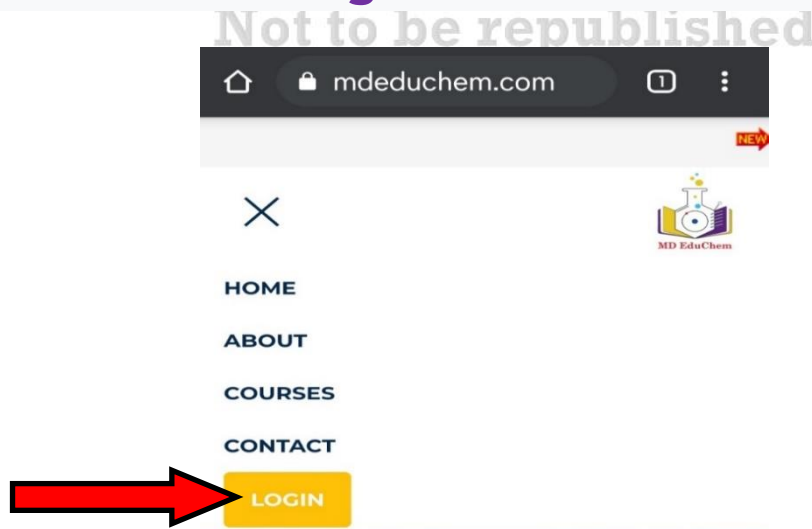 Not to be republished
mdeduchem.com
1
NEW
MD EduChem
HOME
ABOUT
COURSES
CONTACT
LOGIN